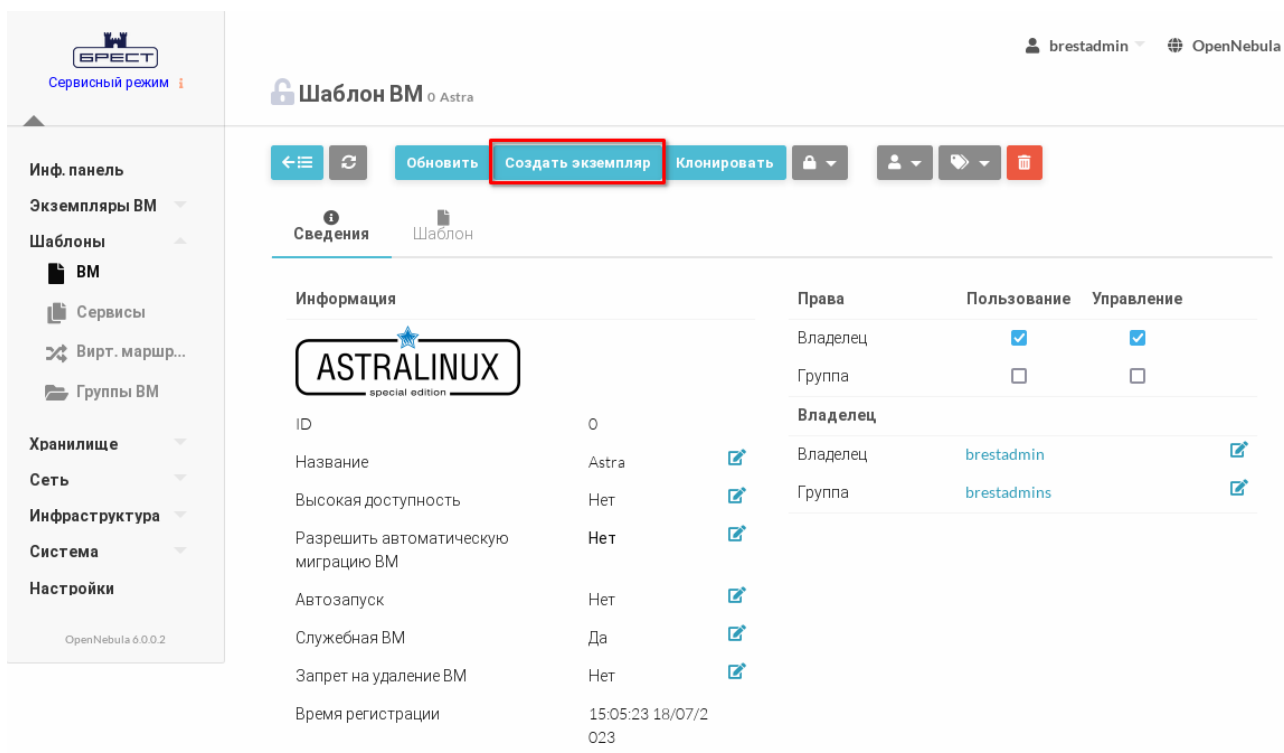 БРЕСТ
Сервисный режим i
brestadmin
OpenNebula
Шаблон ВМ 0 Astra
Обновить
Создать экземпляр
Клонировать
Инф. панель
Экземпляры ВМ
Шаблоны
ВМ
Сервисы
Вирт. маршр...
Группы ВМ
Хранилище
Сеть
Инфраструктура
Система
Настройки
OpenNebula 6.0.0.2
Сведения
Шаблон
Информация
ASTRALINUX
special edition
ID 0
Название Astra
Высокая доступность Нет
Разрешить автоматическую Нет
миграцию ВМ
Автозапуск Нет
Служебная ВМ Да
Запрет на удаление ВМ Нет
Время регистрации 15:05:23 18/07/2
023
Права Пользование Управление
Владелец
Группа
Владелец
Владелец brestadmin
Группа brestadmins